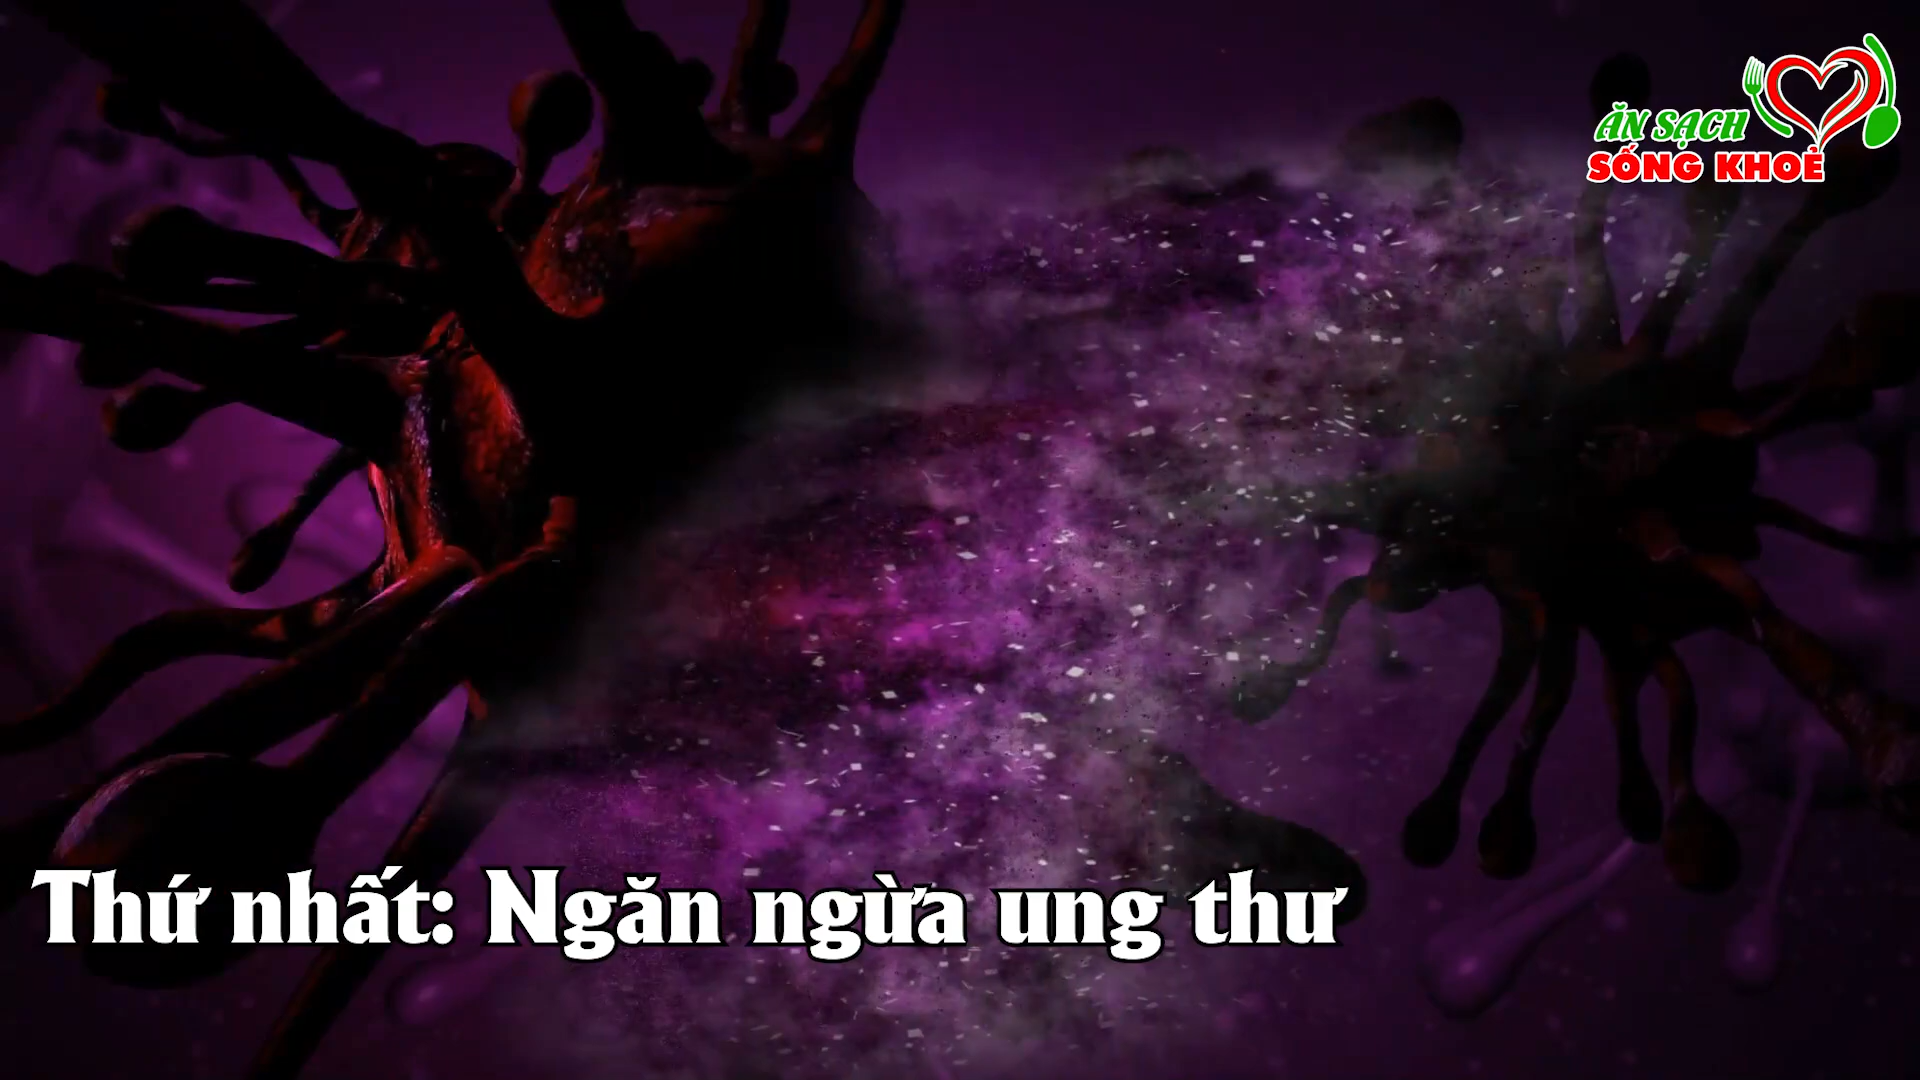 ĂN SẠCH
SỐNG KHOẺ
Thứ nhất: Ngăn ngừa ung thư